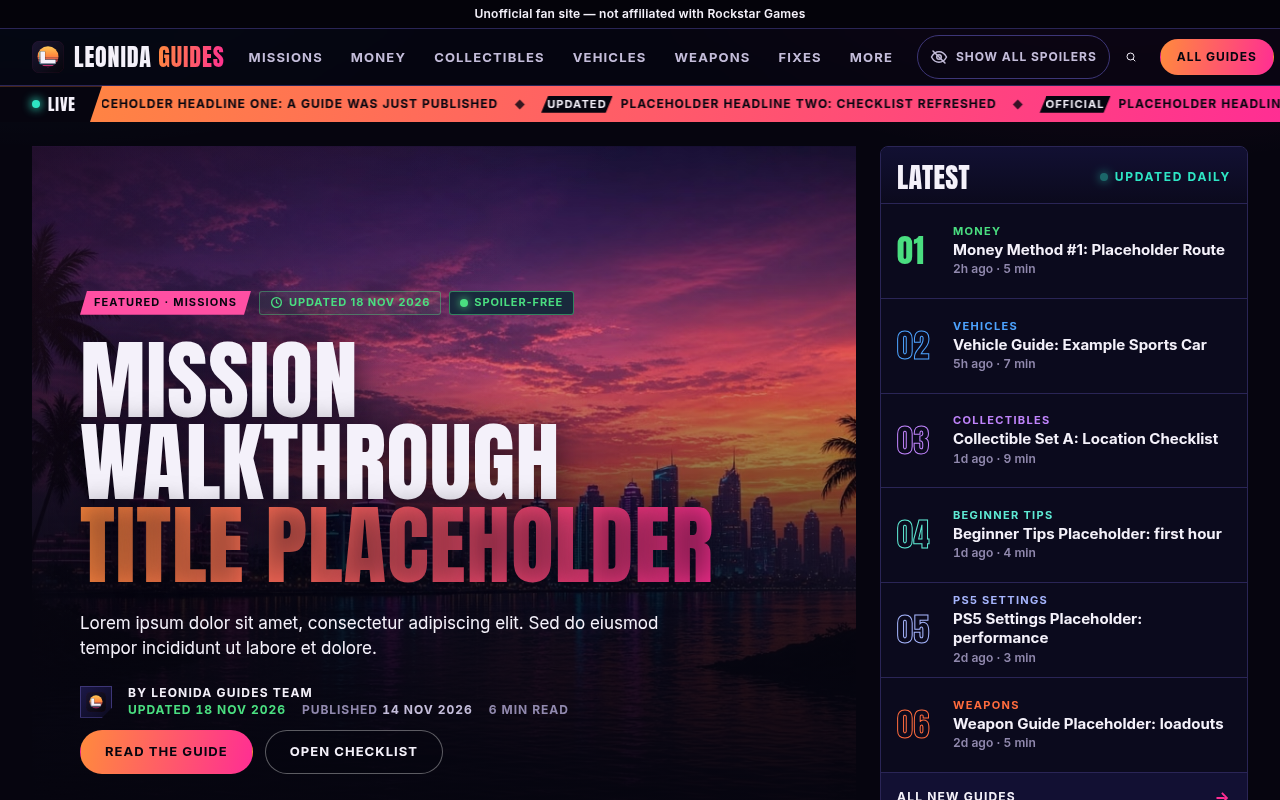 Unofficial fan site — not affiliated with Rockstar Games
LEONIDA GUIDES
MISSIONS
MONEY
COLLECTIBLES
VEHICLES
WEAPONS
FIXES
MORE
SHOW ALL SPOILERS
ALL GUIDES
LIVE
CEHOLDER HEADLINE ONE: A GUIDE WAS JUST PUBLISHED ◆ UPDATED PLACEHOLDER HEADLINE TWO: CHECKLIST REFRESHED ◆ OFFICIAL PLACEHOLDER HEADLIN
FEATURED · MISSIONS
UPDATED 18 NOV 2026
SPOILER-FREE
MISSION
WALKTHROUGH
TITLE PLACEHOLDER
Lorem ipsum dolor sit amet, consectetur adipiscing elit. Sed do eiusmod
tempor incididunt ut labore et dolore.
BY LEONIDA GUIDES TEAM
UPDATED 18 NOV 2026 PUBLISHED 14 NOV 2026 6 MIN READ
READ THE GUIDE
OPEN CHECKLIST
LATEST
UPDATED DAILY
01
MONEY
Money Method #1: Placeholder Route
2h ago · 5 min
02
VEHICLES
Vehicle Guide: Example Sports Car
5h ago · 7 min
03
COLLECTIBLES
Collectible Set A: Location Checklist
1d ago · 9 min
04
BEGINNER TIPS
Beginner Tips Placeholder: first hour
1d ago · 4 min
05
PS5 SETTINGS
PS5 Settings Placeholder:
performance
2d ago · 3 min
06
WEAPONS
Weapon Guide Placeholder: loadouts
2d ago · 5 min
ALL NEW GUIDES